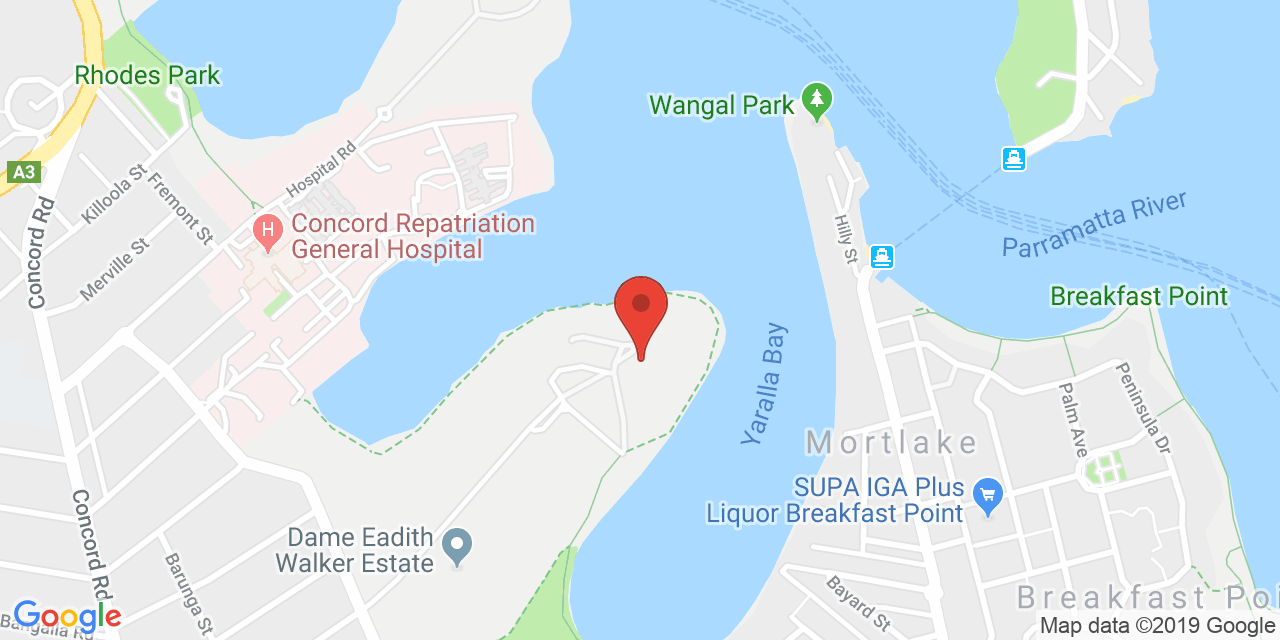 Rhodes Park
Wangal Park
A3
Hospital Rd
Killoola St
Fremont St
Merville St
Concord Rd
H
Concord Repatriation
General Hospital
Hilly St
Parramatta River
Breakfast Point
Yaralla Bay
Palm Ave
Peninsula Dr
Mortlake
SUPA IGA Plus
Liquor Breakfast Point
Concord Rd
Dame Eadith
Walker Estate
Barunga St
Bayard St
Breakfast Poi
Google
Bangalla Rd
Map data ©2019 Google